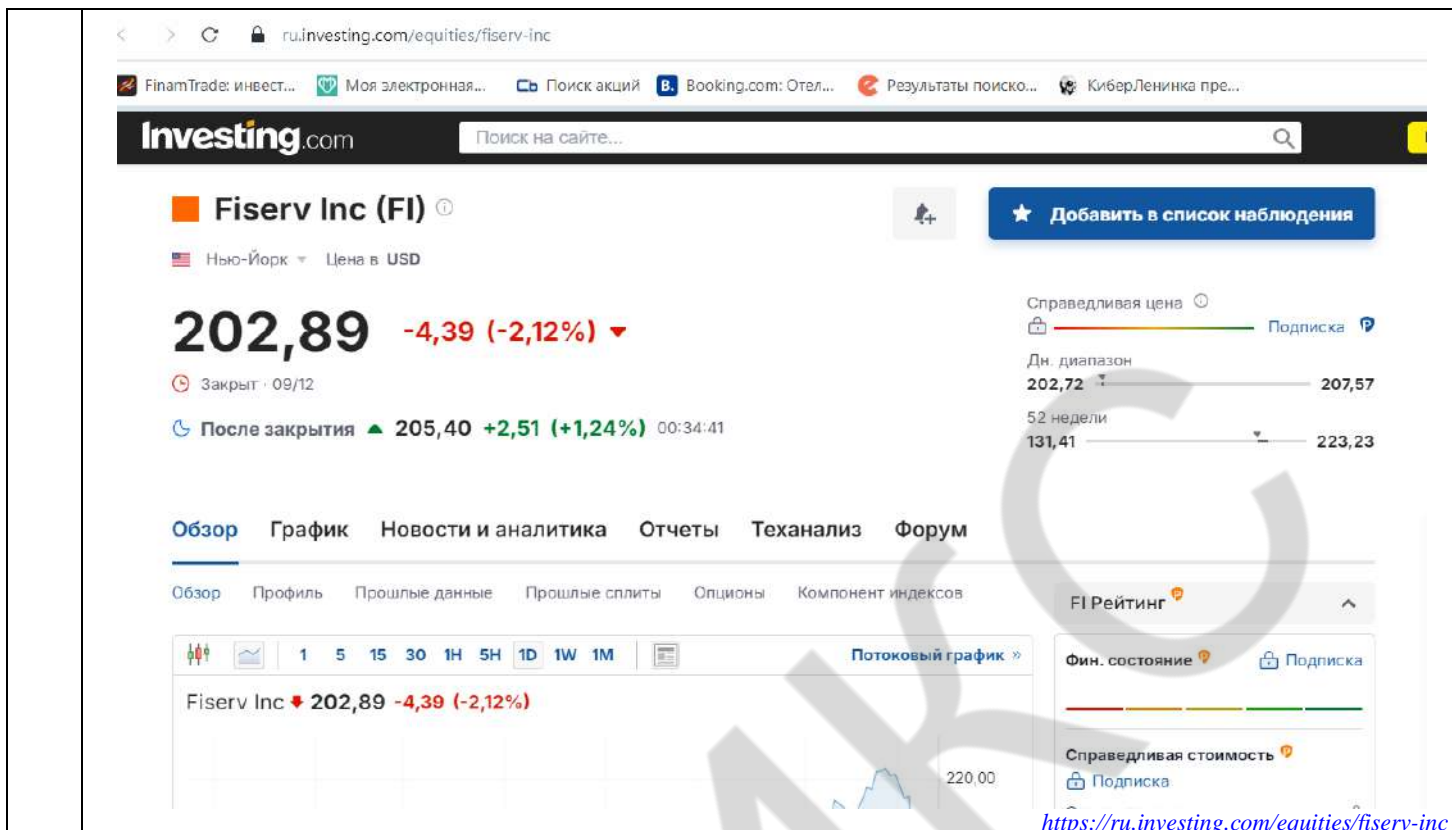 ru.investing.com/equities/fiserv-inc
FinamTrade: инвест... Моя электронная... Сь Поиск акций B. Booking.com: Отел... Результаты поиско... КиберЛенинка пре...
Investing.com Поиск на сайте...
Fiserv Inc (FI)
Добавить в список наблюдения
Нью-Йорк Цена в USD
Справедливая цена
Подписка
202,89 -4,39 (-2,12%)
Дн. диапазон
Закрыт · 09/12
202,72 207,57
52 недели
После закрытия 205,40 +2,51 (+1,24%) 00:34:41
131,41 223,23
Обзор График Новости и аналитика Отчеты Теханализ Форум
Обзор Профиль Прошлые данные Прошлые сплиты Опционы Компонент индексов
FI Рейтинг
1 5 15 30 1H 5H 1D 1W 1M Потоковый график »
Фин. состояние Подписка
Fiserv Inc 202,89 -4,39 (-2,12%)
Справедливая стоимость
220,00
Подписка
https://ru.investing.com/equities/fiserv-inc